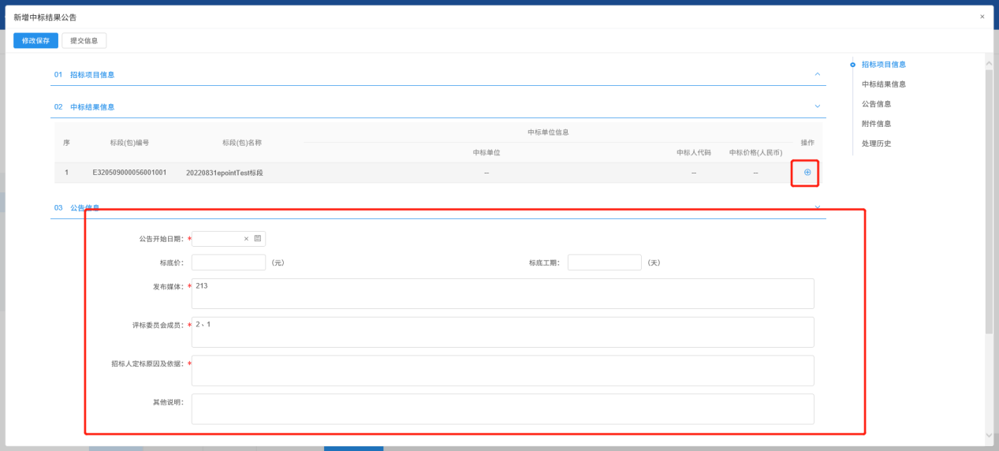 新增中标结果公告 ×
修改保存 提交信息
01 招标项目信息
招标项目信息
中标结果信息
公告信息
附件信息
处理历史
02 中标结果信息
序 标段(包)编号 标段(包)名称 中标单位信息 操作
中标单位 中标人代码 中标价格(人民币)
1 E320509000056001001 20220831epointTest标段 -- -- --
03 公告信息
公告开始日期: * ×
标底价: (元) 标底工期: (天)
发布媒体: * 213
评标委员会成员: * 2、1
招标人定标原因及依据: *
其他说明: